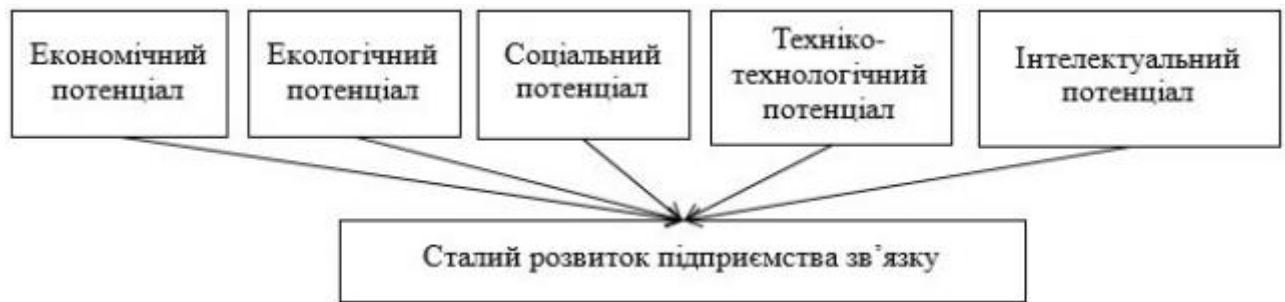 Економічний
потенціал
Екологічний
потенціал
Соціальний
потенціал
Техніко-
технологічний
потенціал
Інтелектуальний
потенціал
Сталий розвиток підприємства зв’язку